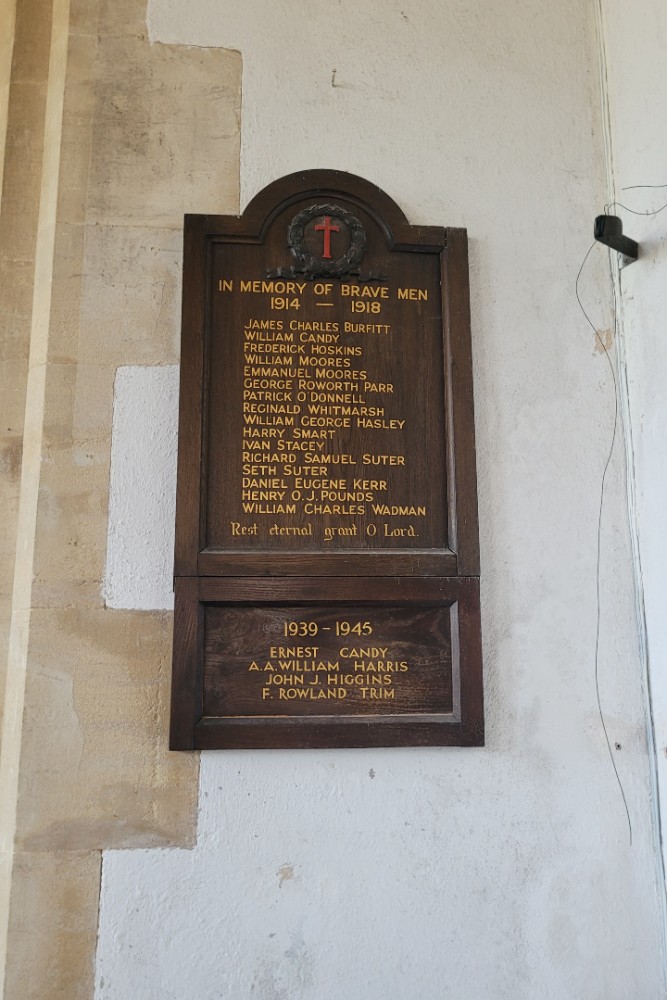 IN MEMORY OF BRAVE MEN
1914 — 1918
JAMES CHARLES BURFITT
WILLIAM CANDY
FREDERICK HOSKINS
WILLIAM MOORES
EMMANUEL MOORES
GEORGE ROWORTH PARR
PATRICK O'DONNELL
REGINALD WHITMARSH
WILLIAM GEORGE HASLEY
HARRY SMART
IVAN STACEY
RICHARD SAMUEL SUTER
SETH SUTER
DANIEL EUGENE KERR
HENRY O.J. POUNDS
WILLIAM CHARLES WADMAN
Rest eternal grant O Lord.
1939 - 1945
ERNEST CANDY
A.A. WILLIAM HARRIS
JOHN J. HIGGINS
F. ROWLAND TRIM